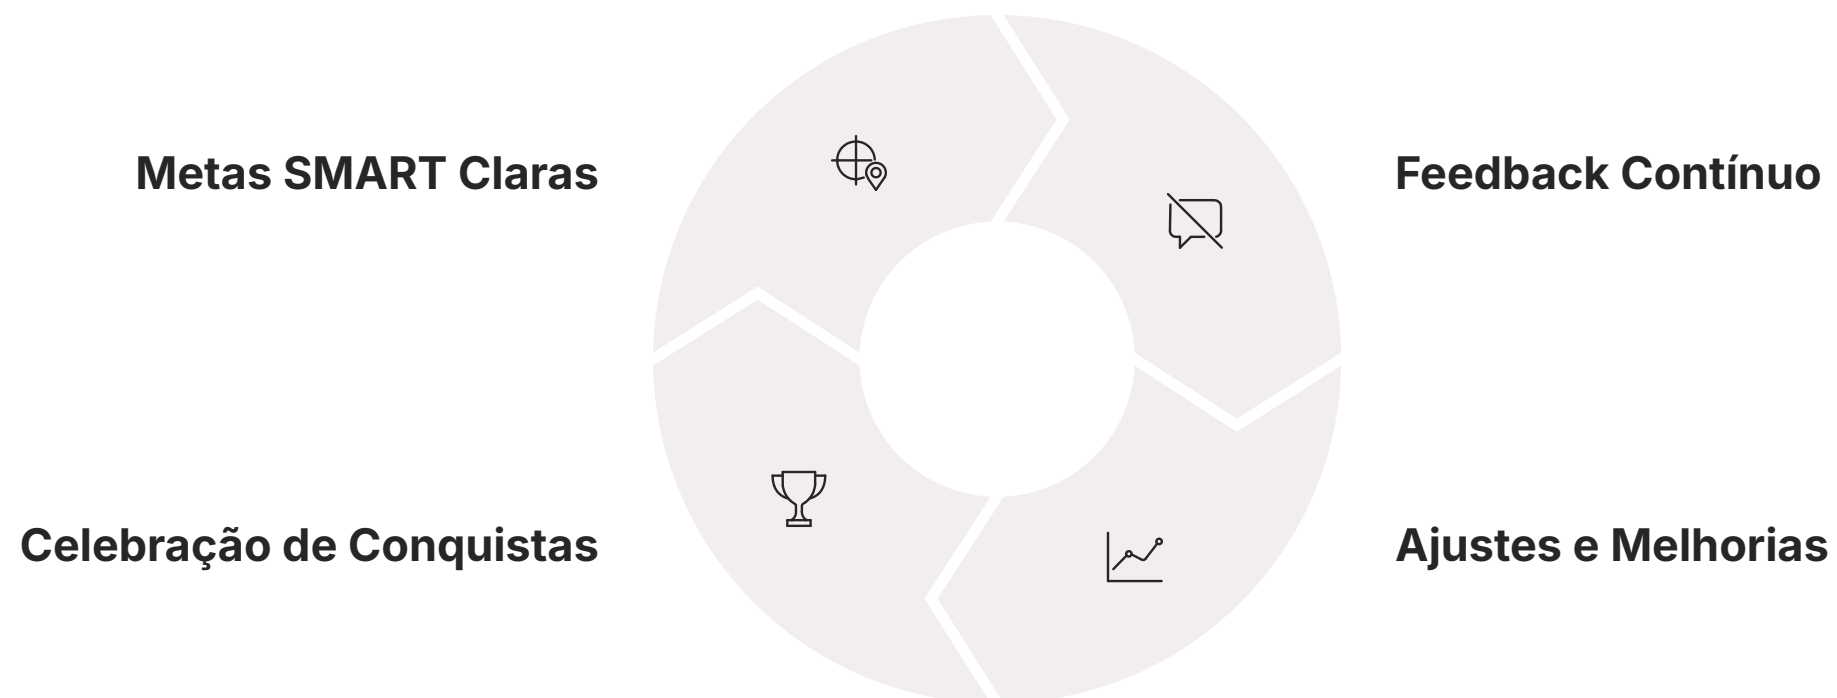 Metas SMART Claras
Feedback Contínuo
Celebração de Conquistas
Ajustes e Melhorias